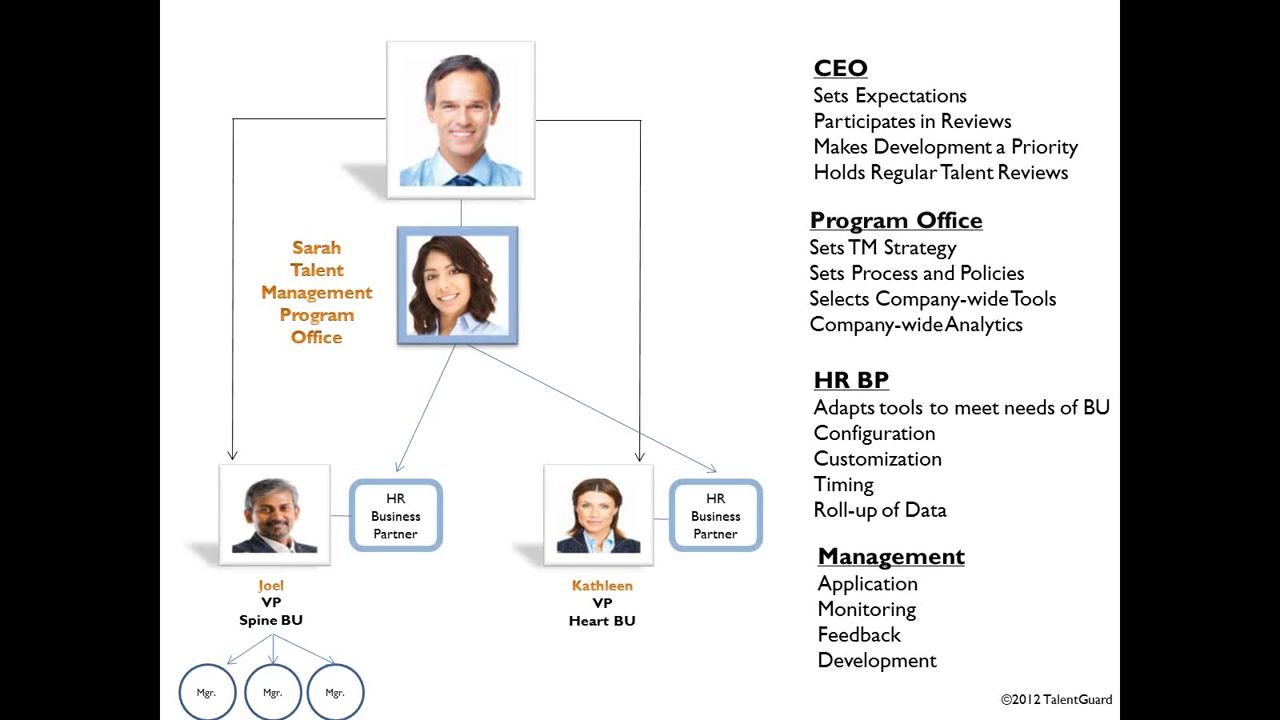 CEO
Sets Expectations
Participates in Reviews
Makes Development a Priority
Holds Regular Talent Reviews
Program Office
Sets TM Strategy
Sets Process and Policies
Selects Company-wide Tools
Company-wide Analytics
HR BP
Adapts tools to meet needs of BU
Configuration
Customization
Timing
Roll-up of Data
Management
Application
Monitoring
Feedback
Development
Sarah
Talent
Management
Program
Office
HR
Business
Partner
HR
Business
Partner
Joel
VP
Spine BU
Kathleen
VP
Heart BU
Mgr.
Mgr.
Mgr.
©2012 TalentGuard